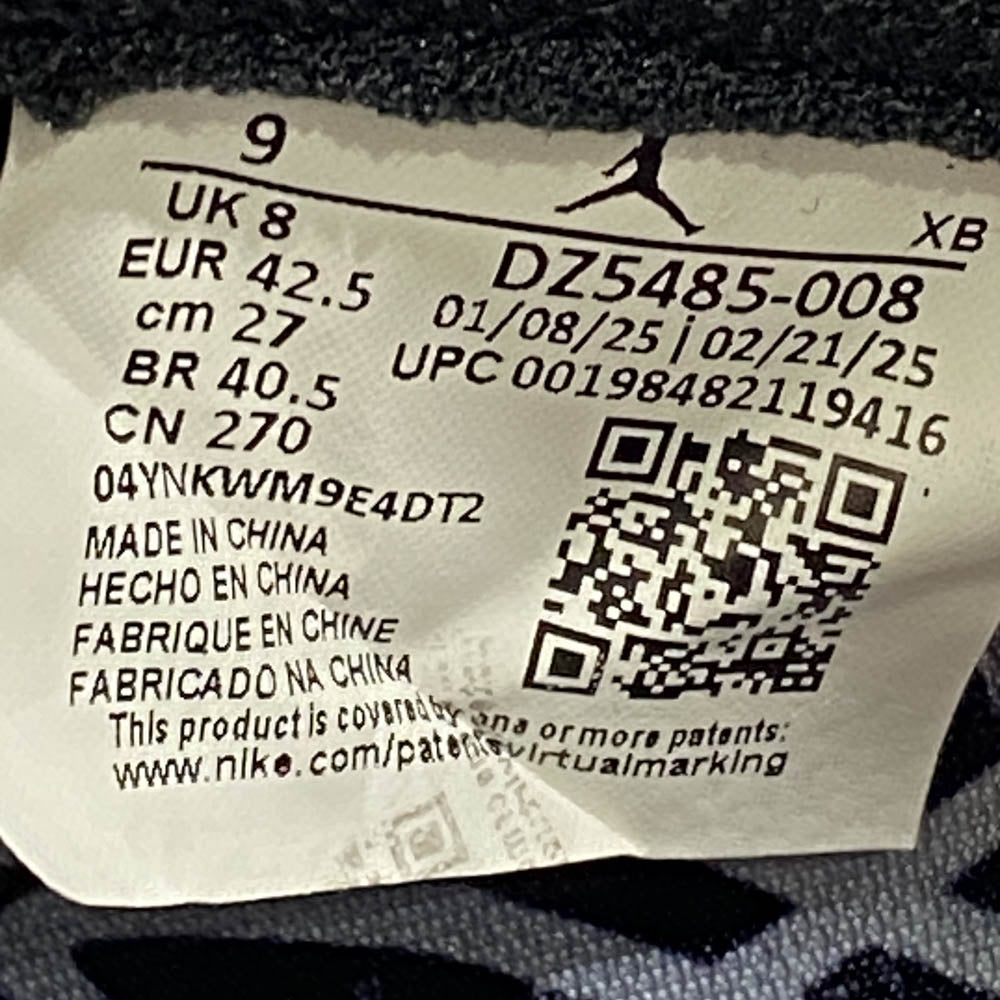 9
XB
UK 8
EUR 42.5
cm 27
BR 40.5
CN 270
DZ5485-008
01/08/25 | 02/21/25
UPC 00198482119416
04YNKWM9E4DT2
MADE IN CHINA
HECHO EN CHINA
FABRIQUE EN CHINE
FABRICADO NA CHINA
This product is covered by one or more patents:
www.nike.com/patentsvirtualmarking